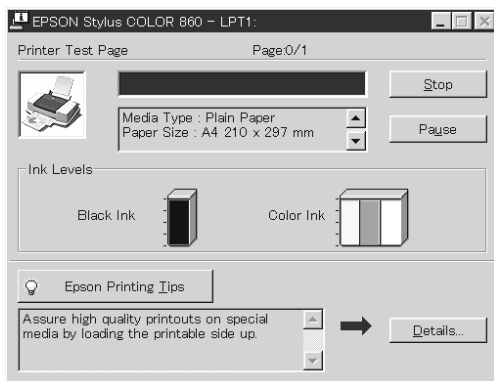 EPSON Stylus COLOR 860 - LPT1:
Printer Test Page Page:0/1
Stop
Media Type : Plain Paper
Paper Size : A4 210 x 297 mm
Pause
Ink Levels
Black Ink
Color Ink
Epson Printing Tips
Assure high quality printouts on special
media by loading the printable side up.
Details...